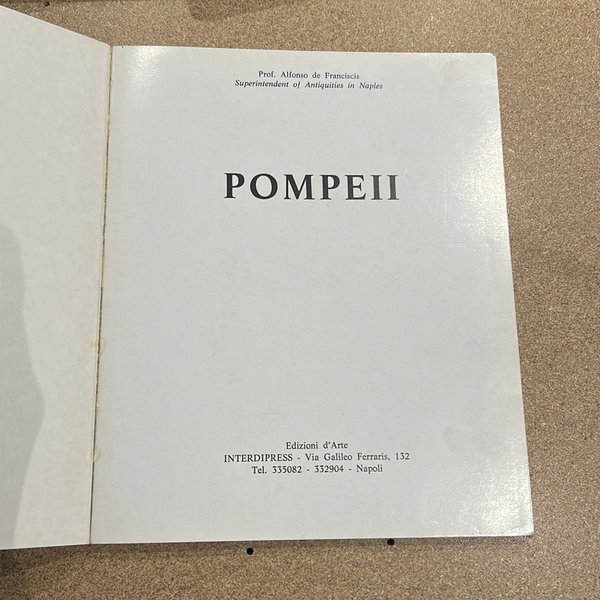 Prof. Alfonso de Franciscis
Superintendent of Antiquities in Naples
POMPEII
Edizioni d'Arte
INTERDIPRESS - Via Galileo Ferraris, 132
Tel. 335082 - 332904 - Napoli